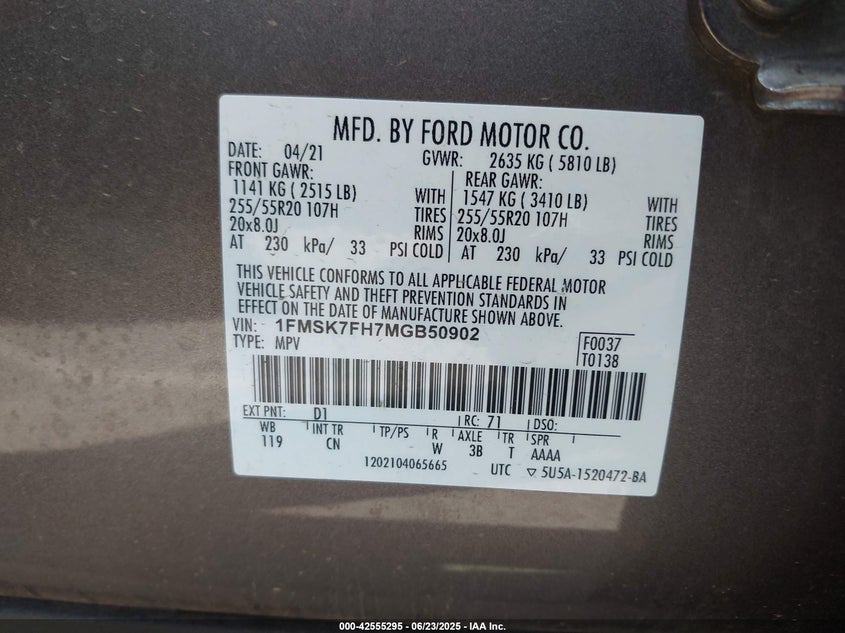 MFD. BY FORD MOTOR CO.
DATE: 04/21 GVWR: 2635 KG ( 5810 LB)
FRONT GAWR: REAR GAWR:
1141 KG ( 2515 LB) WITH 1547 KG ( 3410 LB) WITH
255/55R20 107H TIRES 255/55R20 107H TIRES
20x8.0J RIMS 20x8.0J RIMS
AT 230 kPa/ 33 PSI COLD AT 230 kPa/ 33 PSI COLD
THIS VEHICLE CONFORMS TO ALL APPLICABLE FEDERAL MOTOR
VEHICLE SAFETY AND THEFT PREVENTION STANDARDS IN
EFFECT ON THE DATE OF MANUFACTURE SHOWN ABOVE.
VIN: 1FMSK7FH7MGB50902 F0037
TYPE: MPV T0138
EXT PNT: D1 RC: 71 DSO:
WB INT TR TP/PS R AXLE TR SPR
119 CN W 3B T AAAA
1202104065665 UTC ▽ 5U5A-1520472-BA
000-42555295 - 06/23/2025 - IAA Inc.